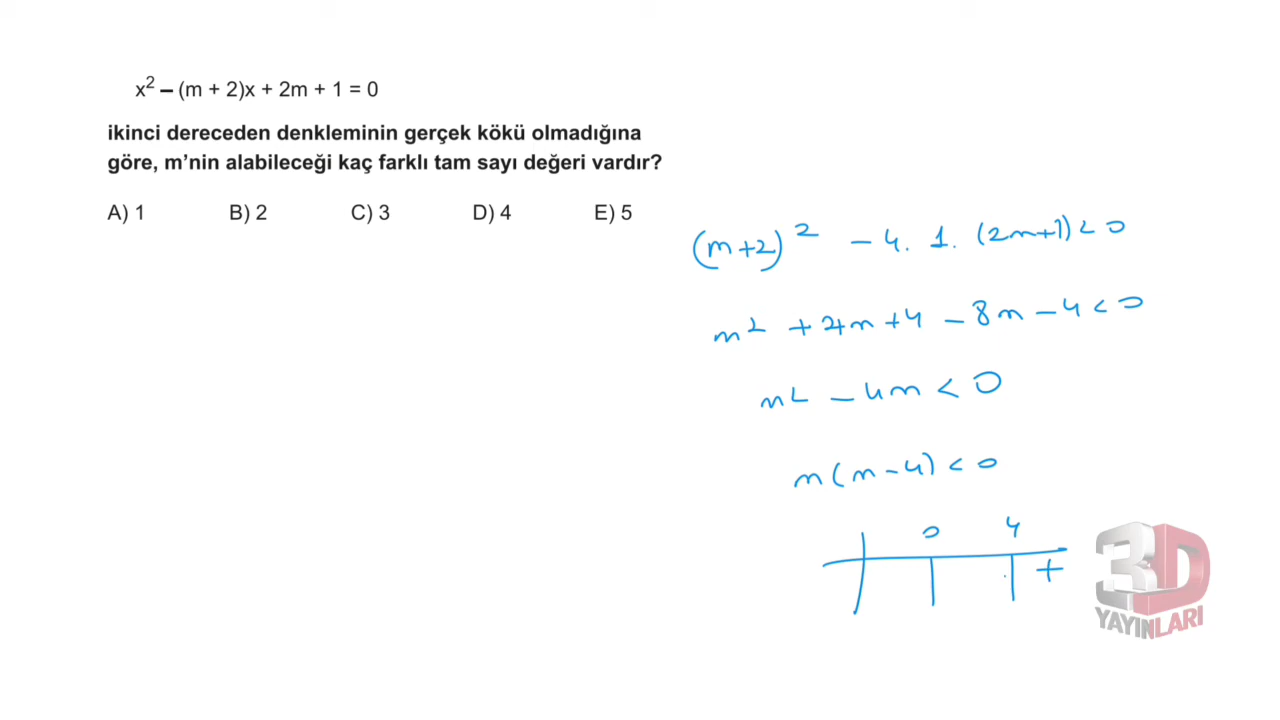 x² – (m + 2)x + 2m + 1 = 0
ikinci dereceden denkleminin gerçek kökü olmadığına
göre, m'nin alabileceği kaç farklı tam sayı değeri vardır?
A) 1 B) 2 C) 3 D) 4 E) 5
(m+2)² – 4. 1. (2m+1) < 0
m² + 4m + 4 – 8m – 4 < 0
m² – 4m < 0
m(m–4) < 0
0 4
+
3D
YAYINLARI